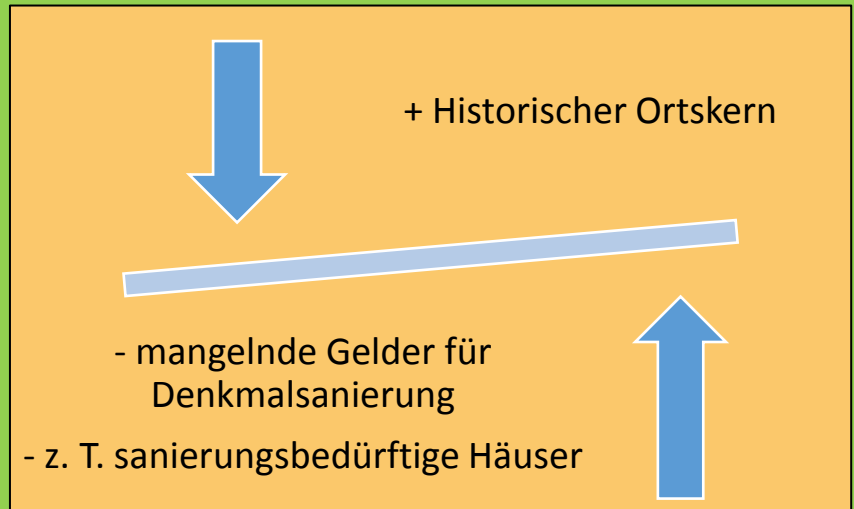 + Historischer Ortskern
- mangelnde Gelder für
Denkmalsanierung
- z. T. sanierungsbedürftige Häuser